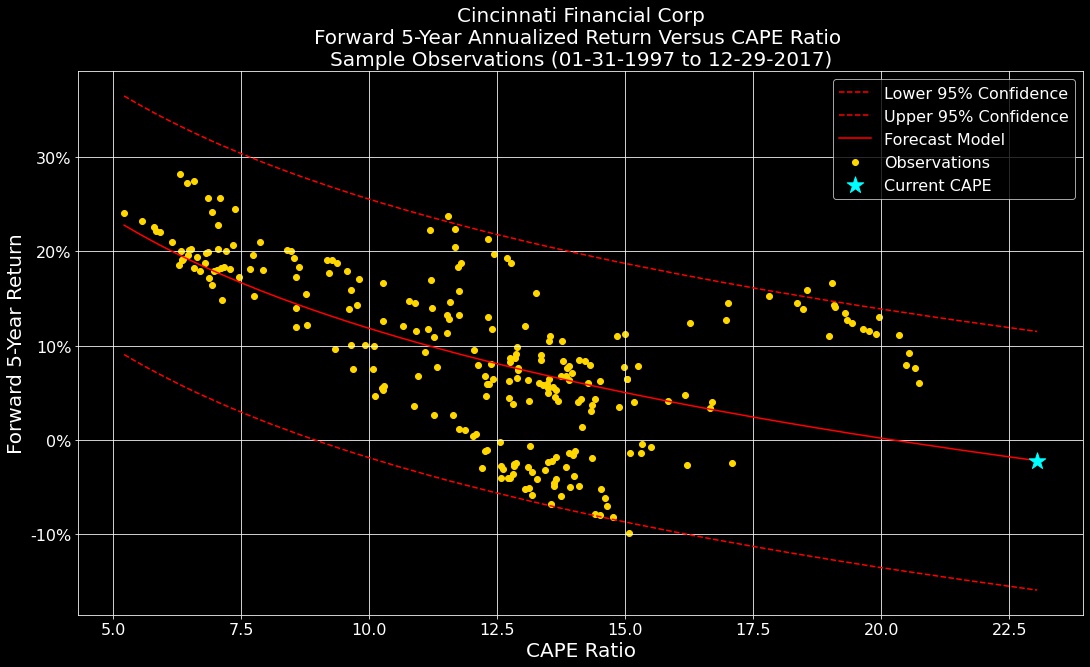 Cincinnati Financial Corp
Forward 5-Year Annualized Return Versus CAPE Ratio
Sample Observations (01-31-1997 to 12-29-2017)
Lower 95% Confidence
Upper 95% Confidence
Forecast Model
Observations
Current CAPE
Forward 5-Year Return
30%
20%
10%
0%
-10%
5.0 7.5 10.0 12.5 15.0 17.5 20.0 22.5
CAPE Ratio